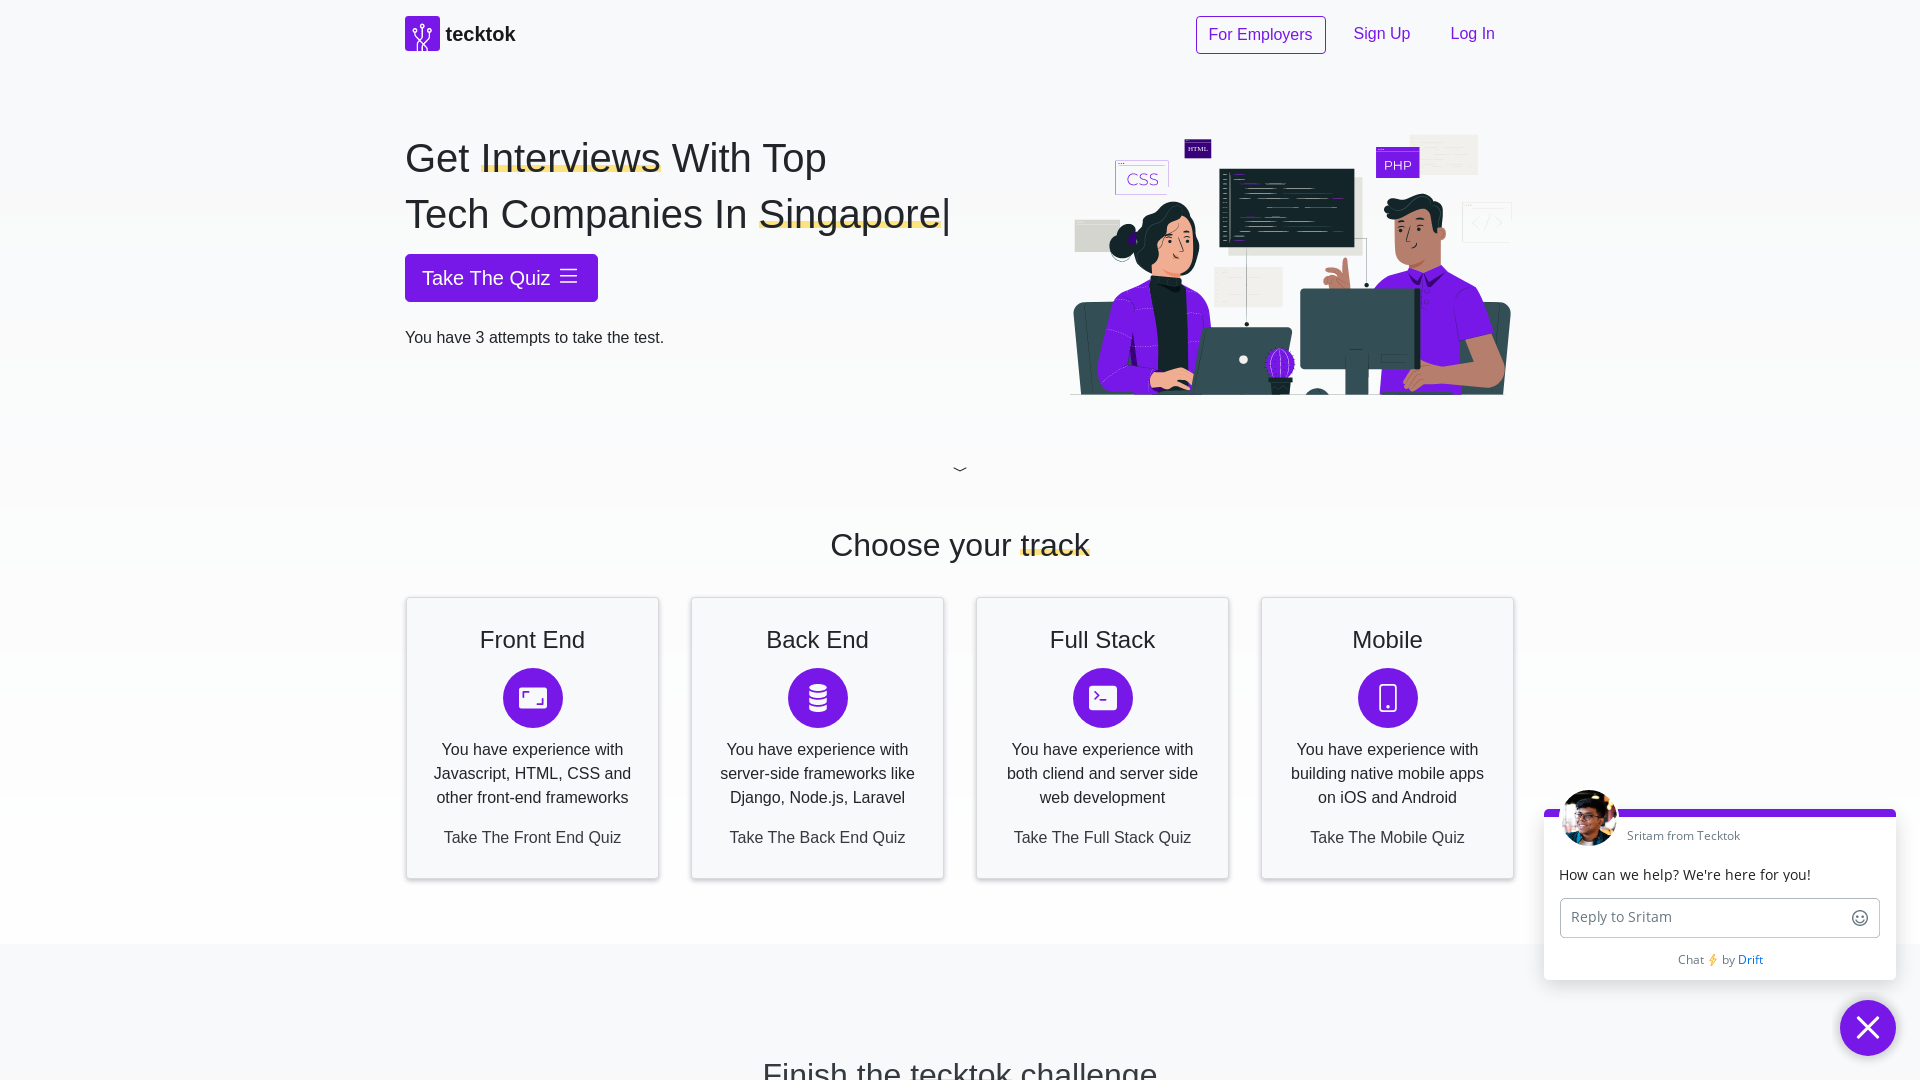 tecktok
For Employers
Sign Up
Log In
Get Interviews With Top
Tech Companies In Singapore|
Take The Quiz
You have 3 attempts to take the test.
HTML
CSS
PHP
Choose your track
Front End
You have experience with
Javascript, HTML, CSS and
other front-end frameworks
Take The Front End Quiz
Back End
You have experience with
server-side frameworks like
Django, Node.js, Laravel
Take The Back End Quiz
Full Stack
You have experience with
both cliend and server side
web development
Take The Full Stack Quiz
Mobile
You have experience with
building native mobile apps
on iOS and Android
Take The Mobile Quiz
Sritam from Tecktok
How can we help? We're here for you!
Reply to Sritam
Chat ⚡ by Drift
Finish the tecktok challenge